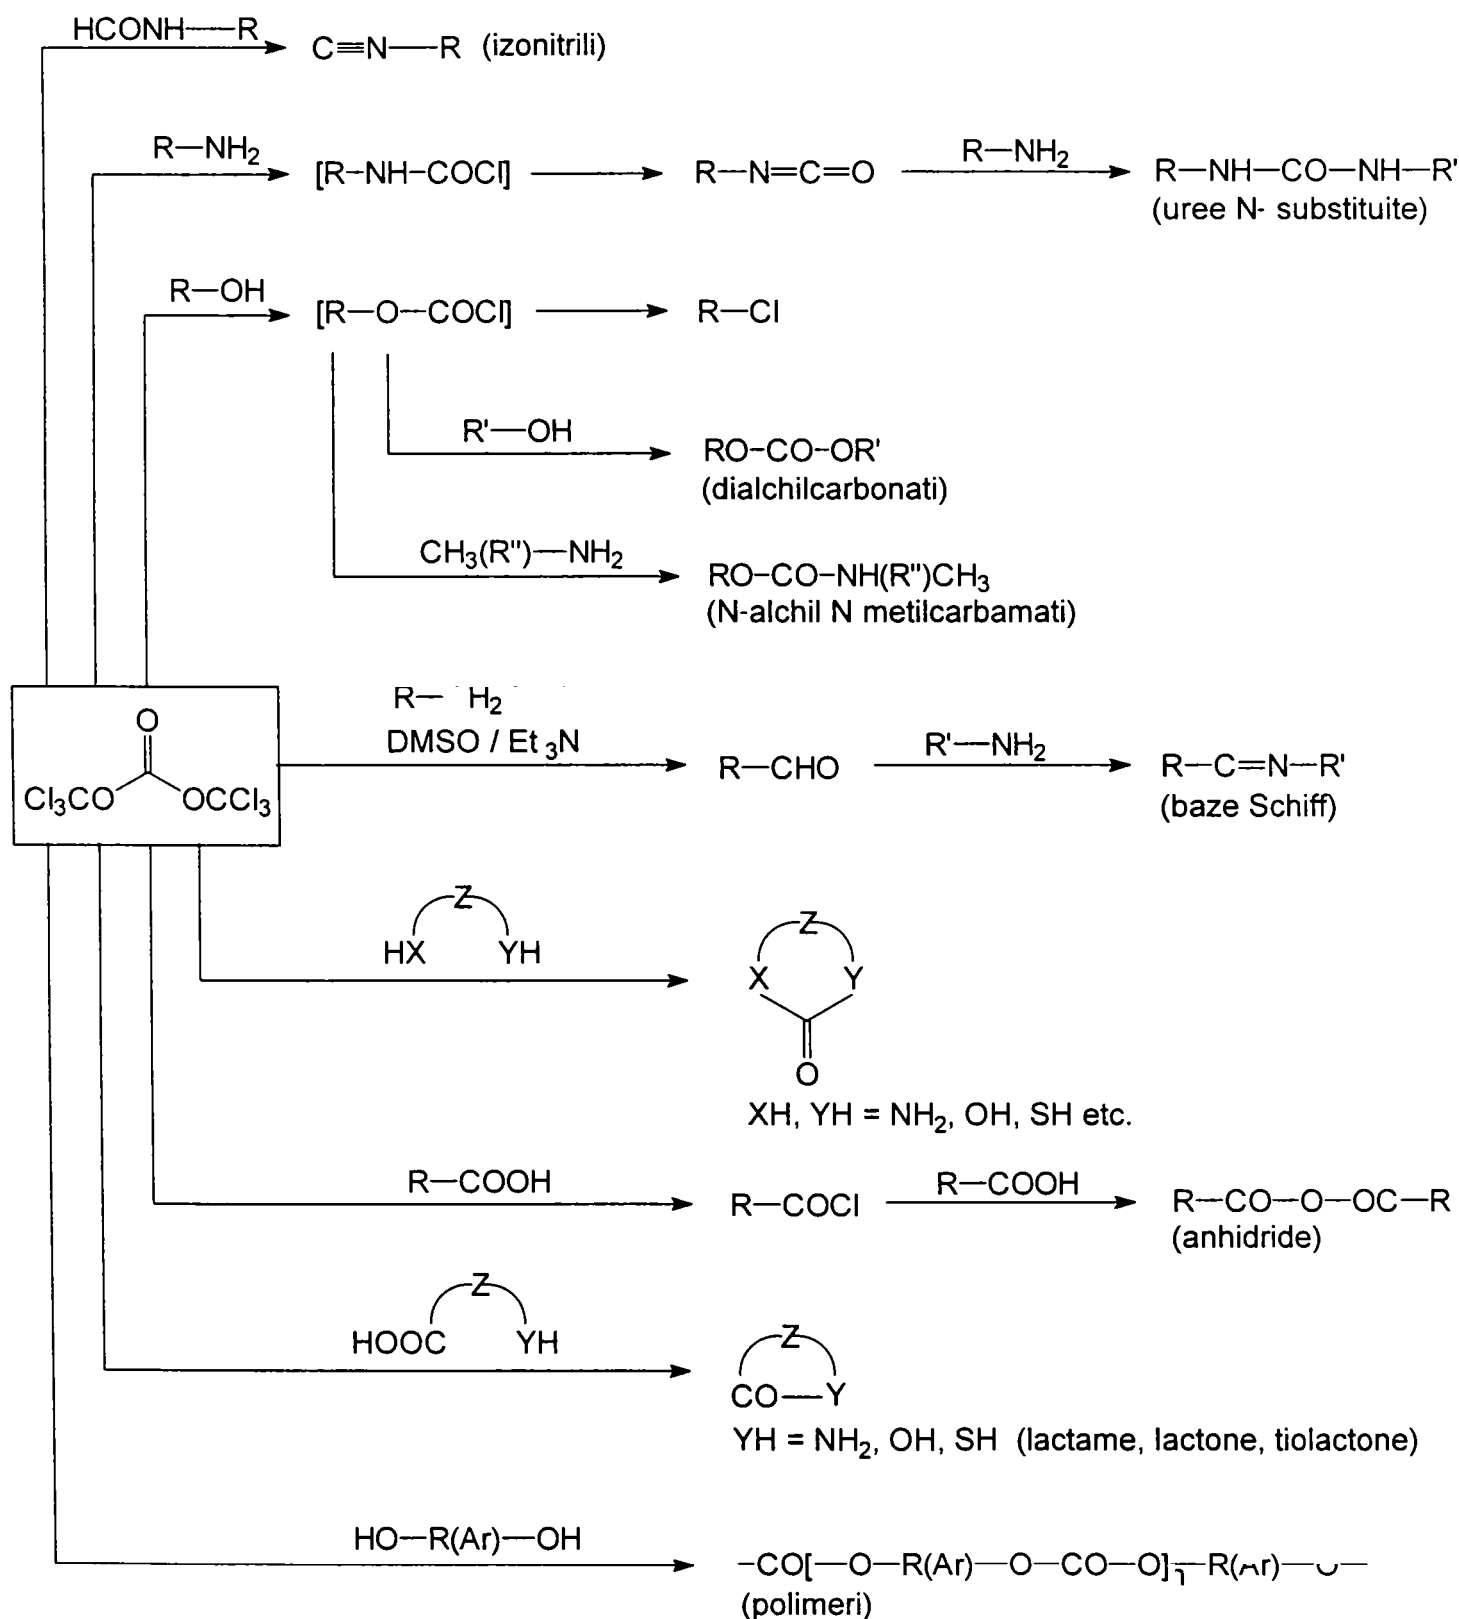 HCONH—R
C≡N—R (izonitrili)
R—NH₂
[R—NH—COCl]
R—N=C=O
R—NH₂
R—NH—CO—NH—R'
(uree N- substituite)
R—OH
[R—O—COCl]
R—Cl
R'—OH
RO—CO—OR'
(dialchilcarbonati)
CH₃(R")—NH₂
RO—CO—NH(R")CH₃
(N-alchil N metilcarbamati)
R— H₂
DMSO / Et₃N
R—CHO
R'—NH₂
R—C=N—R'
(baze Schiff)
O
Cl₃CO OCCl₃
Z
HX YH
Z
X Y
O
XH, YH = NH₂, OH, SH etc.
R—COOH
R—COCl
R—COOH
R—CO—O—OC—R
(anhidride)
Z
HOOC YH
Z
CO—Y
YH = NH₂, OH, SH (lactame, lactone, tiolactone)
HO—R(Ar)—OH
—CO[—O—R(Ar)—O—CO—O]
(polimeri)